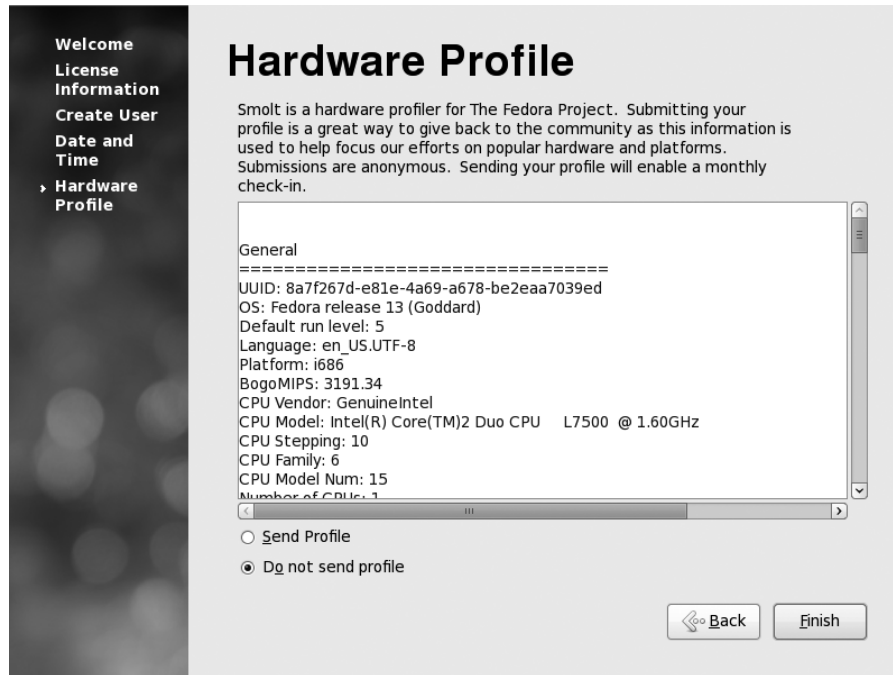 Welcome
License
Information
Create User
Date and
Time
Hardware
Profile
Hardware Profile
Smolt is a hardware profiler for The Fedora Project.  Submitting your
profile is a great way to give back to the community as this information is
used to help focus our efforts on popular hardware and platforms.
Submissions are anonymous.  Sending your profile will enable a monthly
check-in.
General
=================================
UUID: 8a7f267d-e81e-4a69-a678-be2eaa7039ed
OS: Fedora release 13 (Goddard)
Default run level: 5
Language: en_US.UTF-8
Platform: i686
BogoMIPS: 3191.34
CPU Vendor: GenuineIntel
CPU Model: Intel(R) Core(TM)2 Duo CPU     L7500  @ 1.60GHz
CPU Stepping: 10
CPU Family: 6
CPU Model Num: 15
Number of CPUs: 1
Send Profile
Do not send profile
Back
Finish